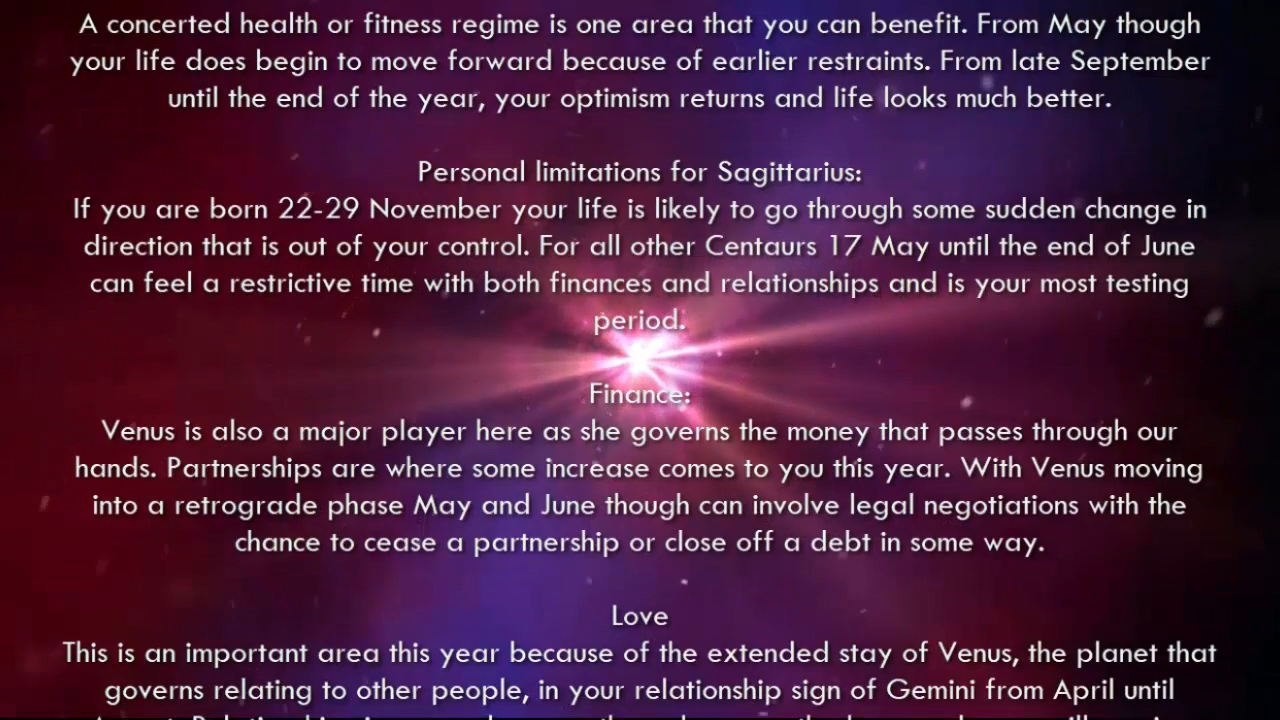 A concerted health or fitness regime is one area that you can benefit. From May though
your life does begin to move forward because of earlier restraints. From late September
until the end of the year, your optimism returns and life looks much better.
Personal limitations for Sagittarius:
If you are born 22-29 November your life is likely to go through some sudden change in
direction that is out of your control. For all other Centaurs 17 May until the end of June
can feel a restrictive time with both finances and relationships and is your most testing
period.
Finance:
Venus is also a major player here as she governs the money that passes through our
hands. Partnerships are where some increase comes to you this year. With Venus moving
into a retrograde phase May and June though can involve legal negotiations with the
chance to cease a partnership or close off a debt in some way.
Love
This is an important area this year because of the extended stay of Venus, the planet that
governs relating to other people, in your relationship sign of Gemini from April until